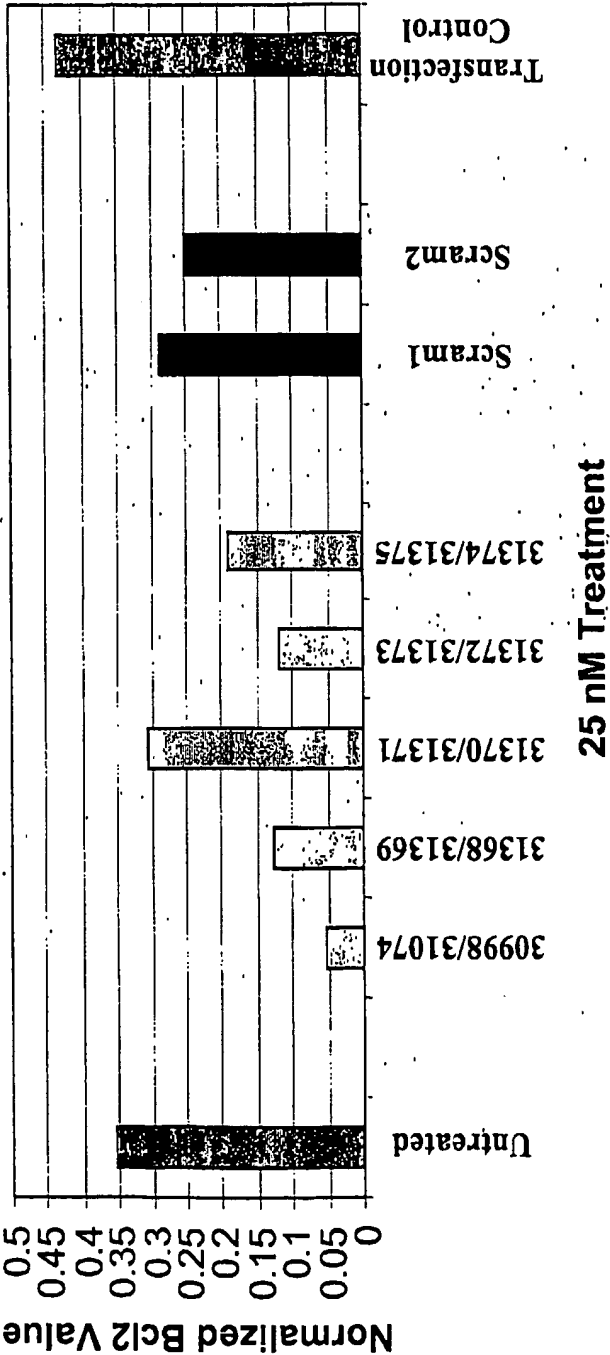 Normalized Bcl2 Value
0.5
0.45
0.4
0.35
0.3
0.25
0.2
0.15
0.1
0.05
0
Untreated
30998/31074
31368/31369
31370/31371
31372/31373
31374/31375
Scram1
Scram2
Transfection
Control
25 nM Treatment